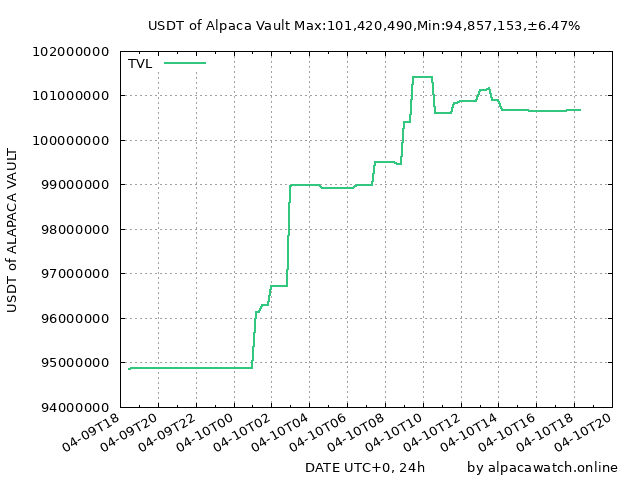 USDT of Alpaca Vault Max:101,420,490,Min:94,857,153,±6.47%
TVL
102000000
101000000
100000000
99000000
98000000
97000000
96000000
95000000
94000000
USDT of ALAPACA VAULT
04-09T18
04-09T20
04-09T22
04-10T00
04-10T02
04-10T04
04-10T06
04-10T08
04-10T10
04-10T12
04-10T14
04-10T16
04-10T18
04-10T20
DATE UTC+0, 24h
by alpacawatch.online